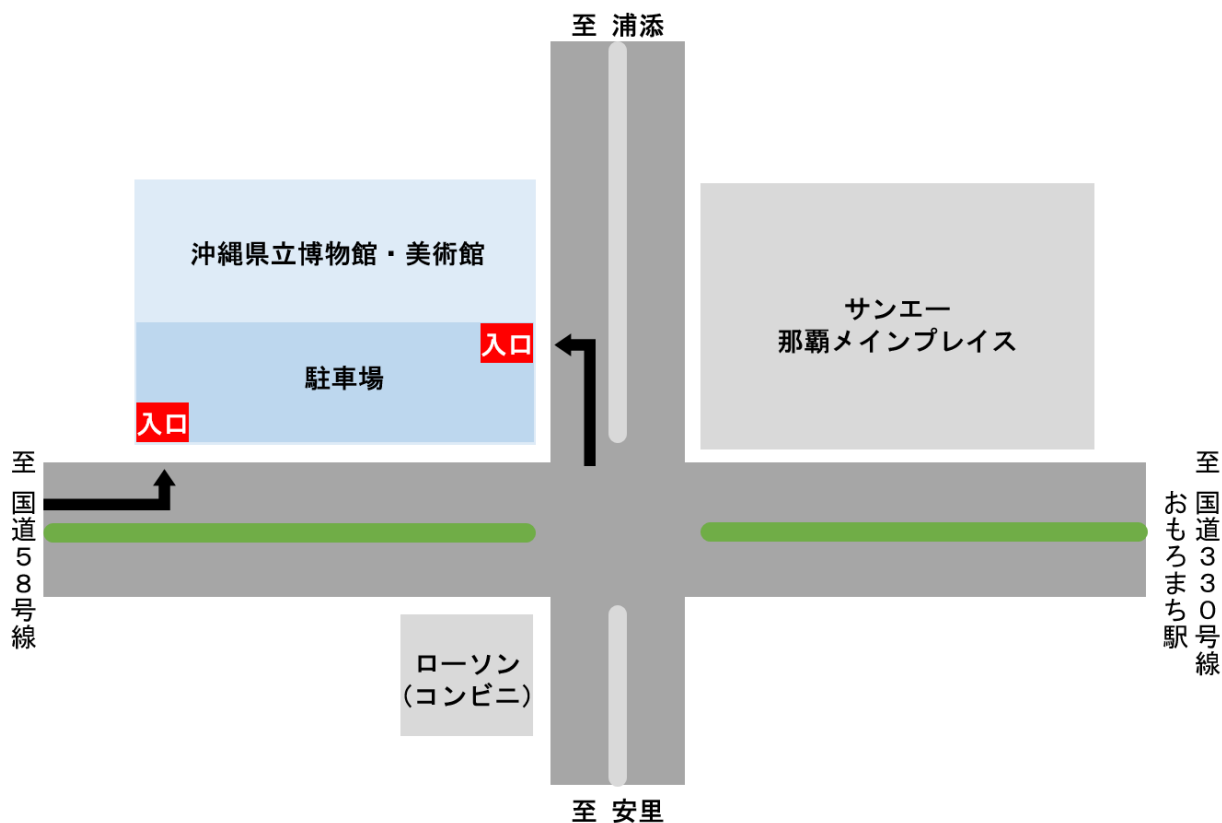 至 浦添
沖縄県立博物館・美術館
サンエー
那覇メインプレイス
入口
駐車場
入口
至 国道58号線
至 国道330号線
おもろまち駅
ローソン
(コンビニ)
至 安里